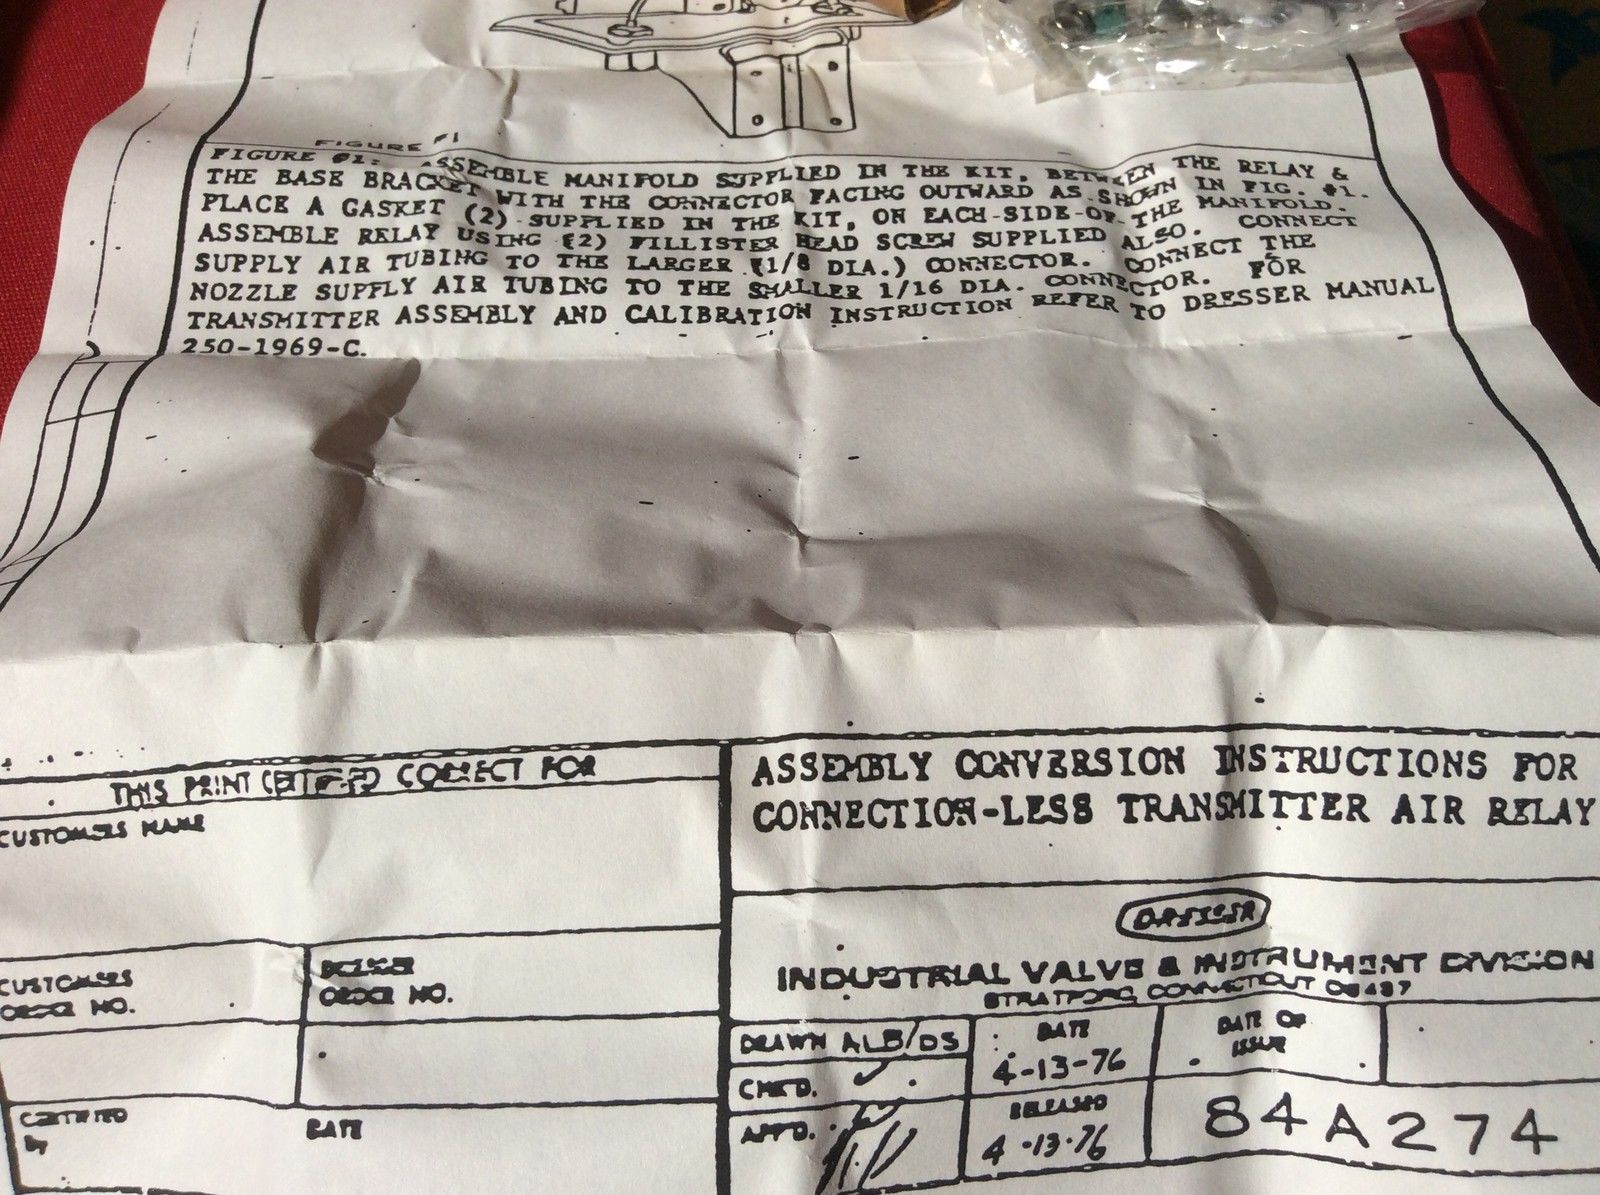 FIGURE #1
FIGURE #1: ASSEMBLE MANIFOLD SUPPLIED IN THE KIT, BETWEEN THE RELAY &
THE BASE BRACKET WITH THE CONNECTOR FACING OUTWARD AS SHOWN IN FIG. #1.
PLACE A GASKET (2) SUPPLIED IN THE KIT, ON EACH-SIDE-OF THE MANIFOLD.
ASSEMBLE RELAY USING (2) FILLISTER HEAD SCREW SUPPLIED ALSO. CONNECT
SUPPLY AIR TUBING TO THE LARGER (1/8 DIA.) CONNECTOR. CONNECT THE
NOZZLE SUPPLY AIR TUBING TO THE SMALLER 1/16 DIA. CONNECTOR. FOR
TRANSMITTER ASSEMBLY AND CALIBRATION INSTRUCTION REFER TO DRESSER MANUAL
250-1969-C.
THIS PRINT CERTIFIED CORRECT FOR
CUSTOMERS NAME
CUSTOMERS
ORDER NO.
DRESSER
ORDER NO.
CERTIFIED
BY
DATE
ASSEMBLY CONVERSION INSTRUCTIONS FOR
CONNECTION-LESS TRANSMITTER AIR RELAY
DRESSER
INDUSTRIAL VALVE & INSTRUMENT DIVISION
STRATFORD, CONNECTICUT 06497
DRAWN ALB/DS
DATE
4-13-76
DATE OF
ISSUE
CHKD.
APP'D.
RELEASED
4-13-76
84A274